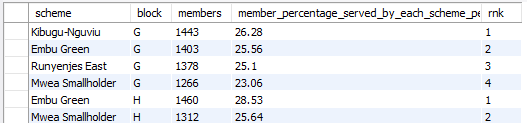 scheme block members member_percentage_served_by_each_scheme_pe rnk
Kibugu-Nguviu G 1443 26.28 1
Embu Green G 1403 25.56 2
Runyenjes East G 1378 25.1 3
Mwea Smallholder G 1266 23.06 4
Embu Green H 1460 28.53 1
Mwea Smallholder H 1312 25.64 2